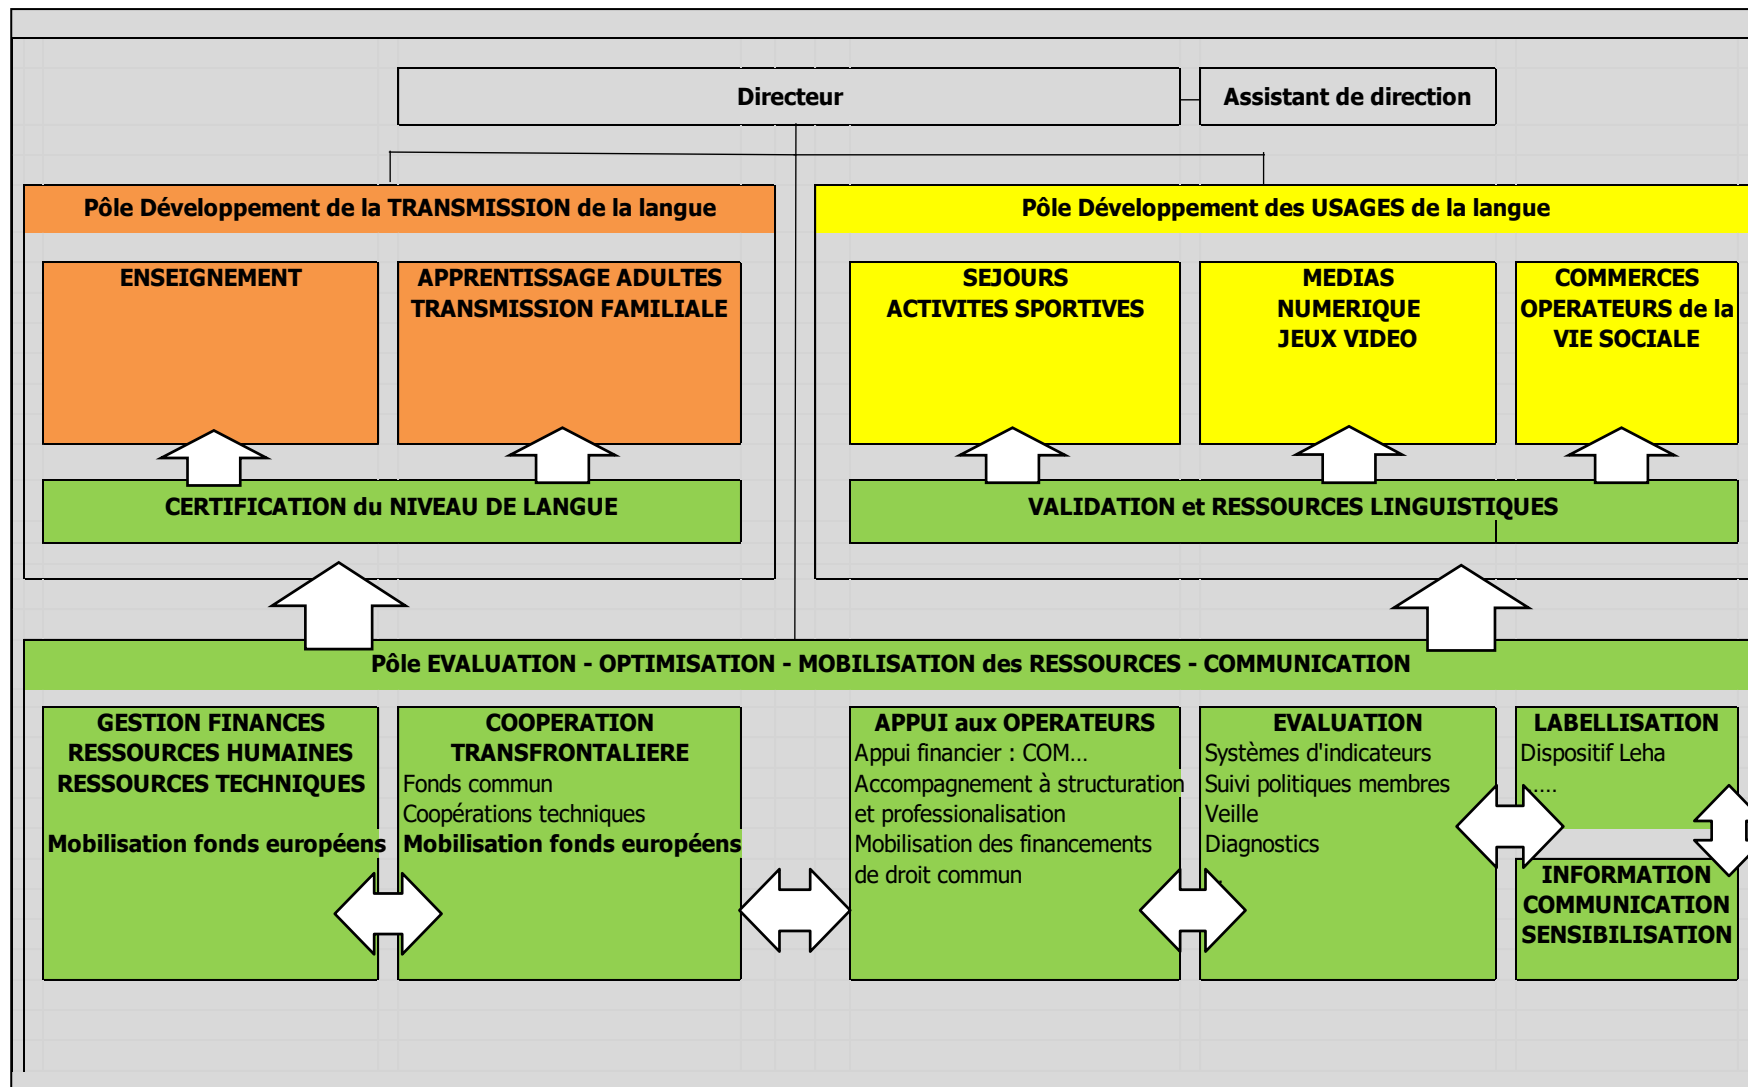 Directeur
Assistant de direction
Pôle Développement de la TRANSMISSION de la langue
Pôle Développement des USAGES de la langue
ENSEIGNEMENT
APPRENTISSAGE ADULTES
TRANSMISSION FAMILIALE
SEJOURS
ACTIVITES SPORTIVES
MEDIAS
NUMERIQUE
JEUX VIDEO
COMMERCES
OPERATEURS de la
VIE SOCIALE
CERTIFICATION du NIVEAU DE LANGUE
VALIDATION et RESSOURCES LINGUISTIQUES
Pôle EVALUATION - OPTIMISATION - MOBILISATION des RESSOURCES - COMMUNICATION
GESTION FINANCES
RESSOURCES HUMAINES
RESSOURCES TECHNIQUES
Mobilisation fonds européens
COOPERATION
TRANSFRONTALIERE
Fonds commun
Coopérations techniques
Mobilisation fonds européens
APPUI aux OPERATEURS
Appui financier : COM...
Accompagnement à structuration
et professionalisation
Mobilisation des financements
de droit commun
EVALUATION
Systèmes d'indicateurs
Suivi politiques membres
Veille
Diagnostics
LABELLISATION
Dispositif Leha
.....
INFORMATION
COMMUNICATION
SENSIBILISATION